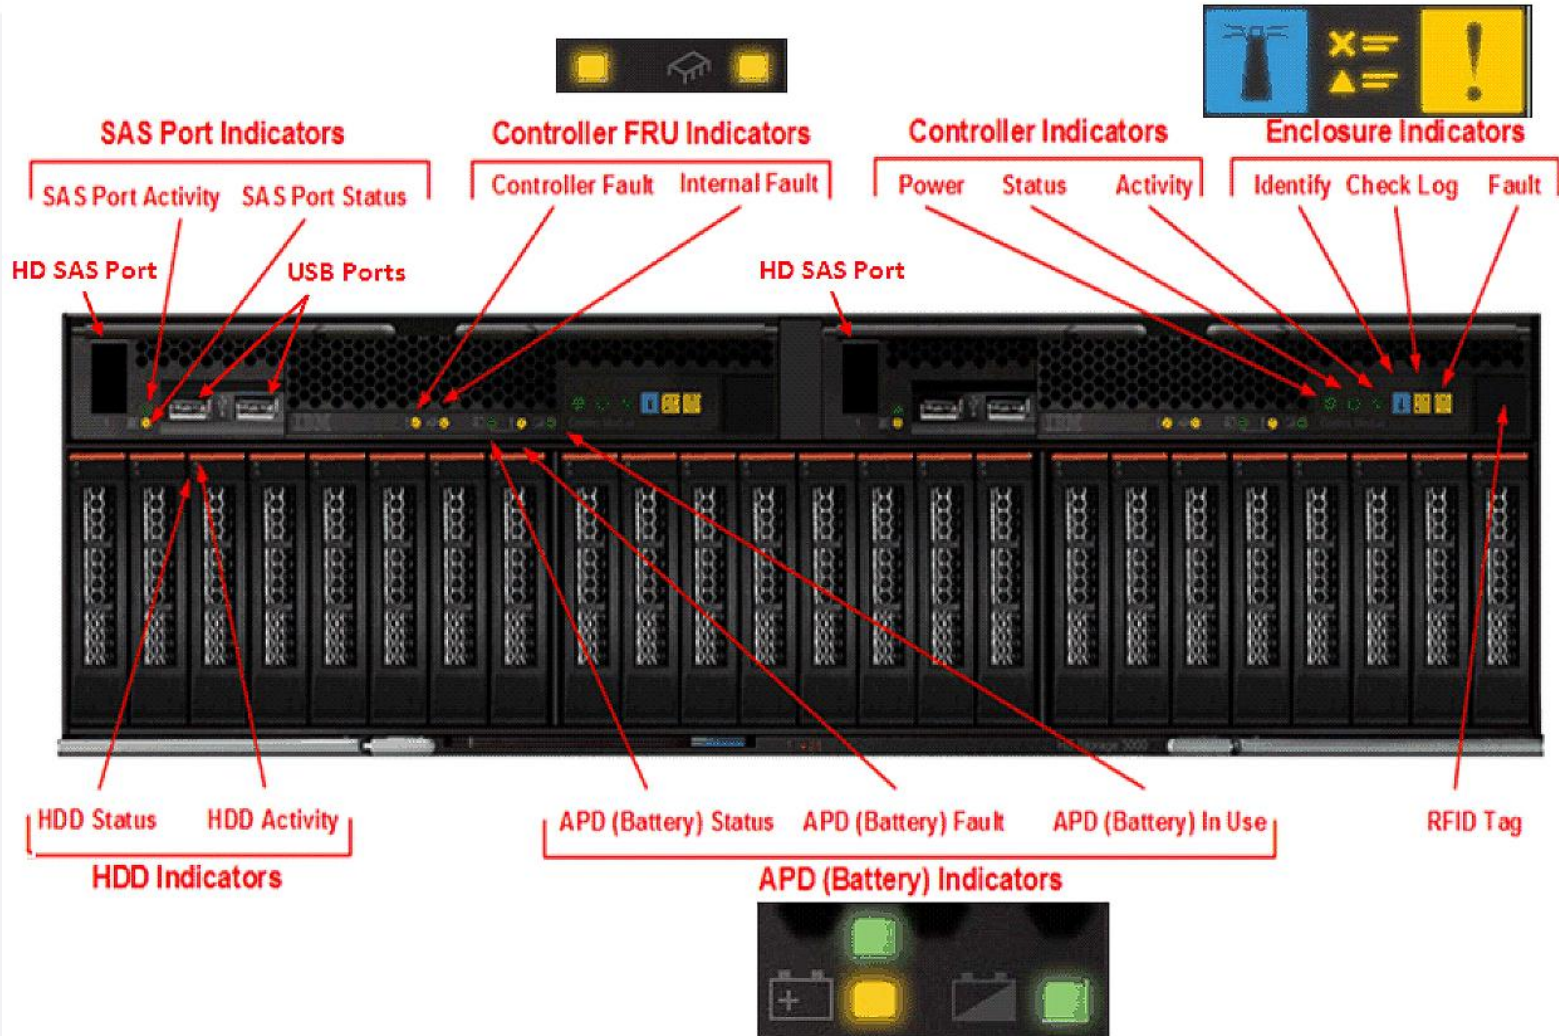 SAS Port Indicators
Controller FRU Indicators
Controller Indicators
Enclosure Indicators
SAS Port Activity
SAS Port Status
Controller Fault
Internal Fault
Power
Status
Activity
Identify
Check Log
Fault
HD SAS Port
USB Ports
HD SAS Port
IBM
IBM
HDD Status
HDD Activity
APD (Battery) Status
APD (Battery) Fault
APD (Battery) In Use
RFID Tag
HDD Indicators
APD (Battery) Indicators